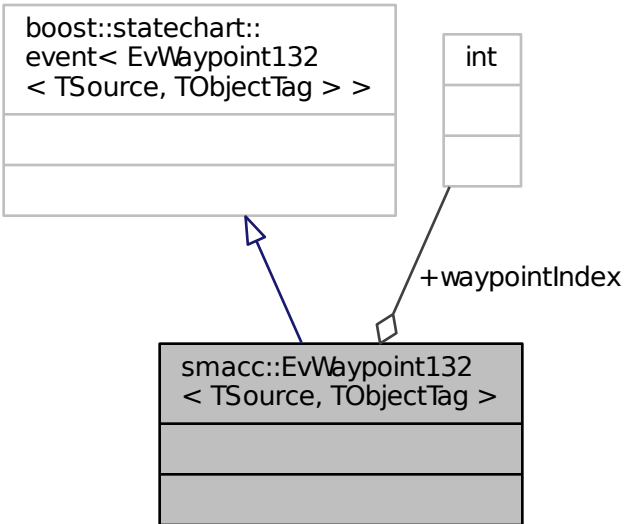 boost::statechart::
event< EvWaypoint132
< TSource, TObjectTag > >
int
+waypointIndex
smacc::EvWaypoint132
< TSource, TObjectTag >